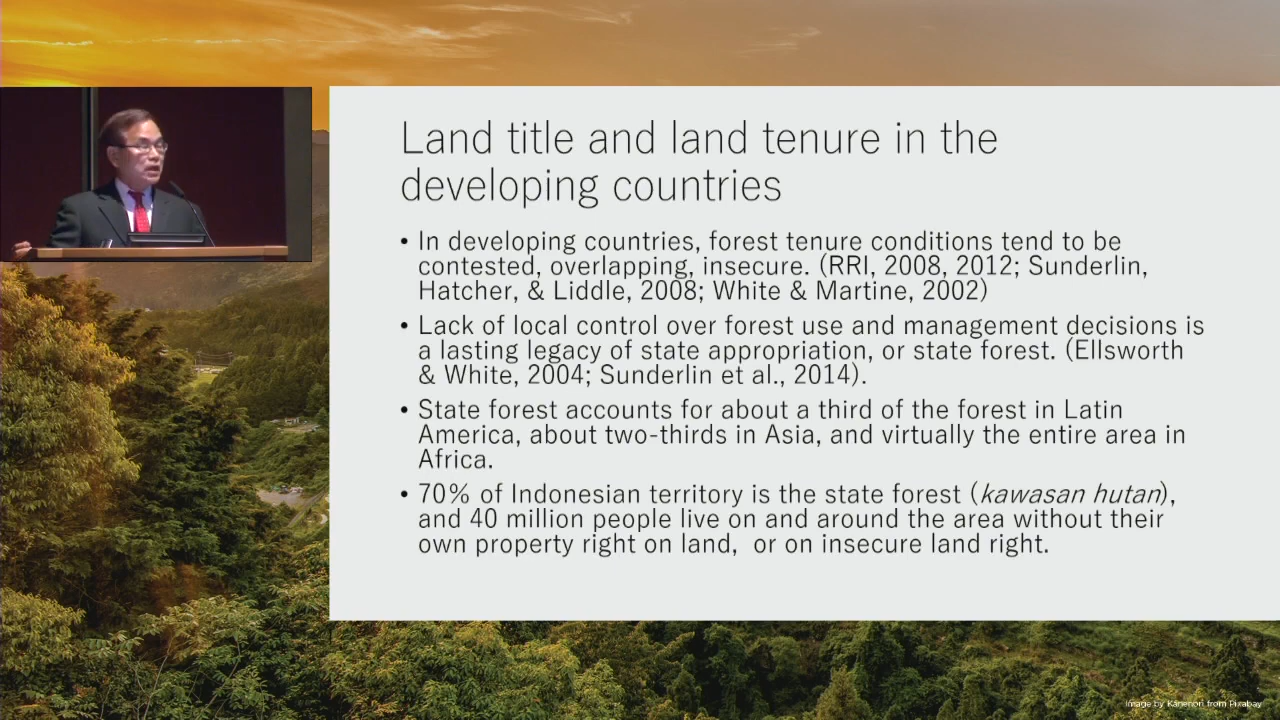 Land title and land tenure in the
developing countries
• In developing countries, forest tenure conditions tend to be
contested, overlapping, insecure. (RRI, 2008, 2012; Sunderlin,
Hatcher, & Liddle, 2008; White & Martine, 2002)
• Lack of local control over forest use and management decisions is
a lasting legacy of state appropriation, or state forest. (Ellsworth
& White, 2004; Sunderlin et al., 2014).
• State forest accounts for about a third of the forest in Latin
America, about two-thirds in Asia, and virtually the entire area in
Africa.
• 70% of Indonesian territory is the state forest (kawasan hutan),
and 40 million people live on and around the area without their
own property right on land,  or on insecure land right.
Image by Kanenori from Pixabay